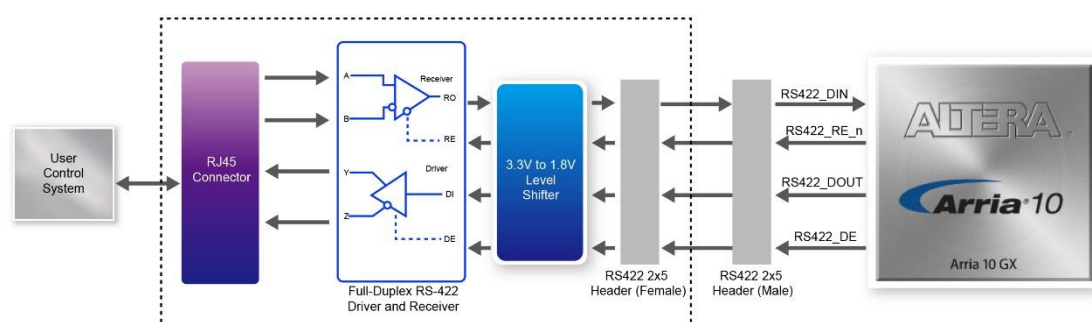 User
Control
System
RJ45
Connector
A
B
Receiver
RO
RE
Y
Z
Driver
DI
DE
Full-Duplex RS-422
Driver and Receiver
3.3V to 1.8V
Level
Shifter
RS422 2x5
Header (Female)
RS422 2x5
Header (Male)
RS422_DIN
RS422_RE_n
RS422_DOUT
RS422_DE
ALTERA
Arria 10
Arria 10 GX